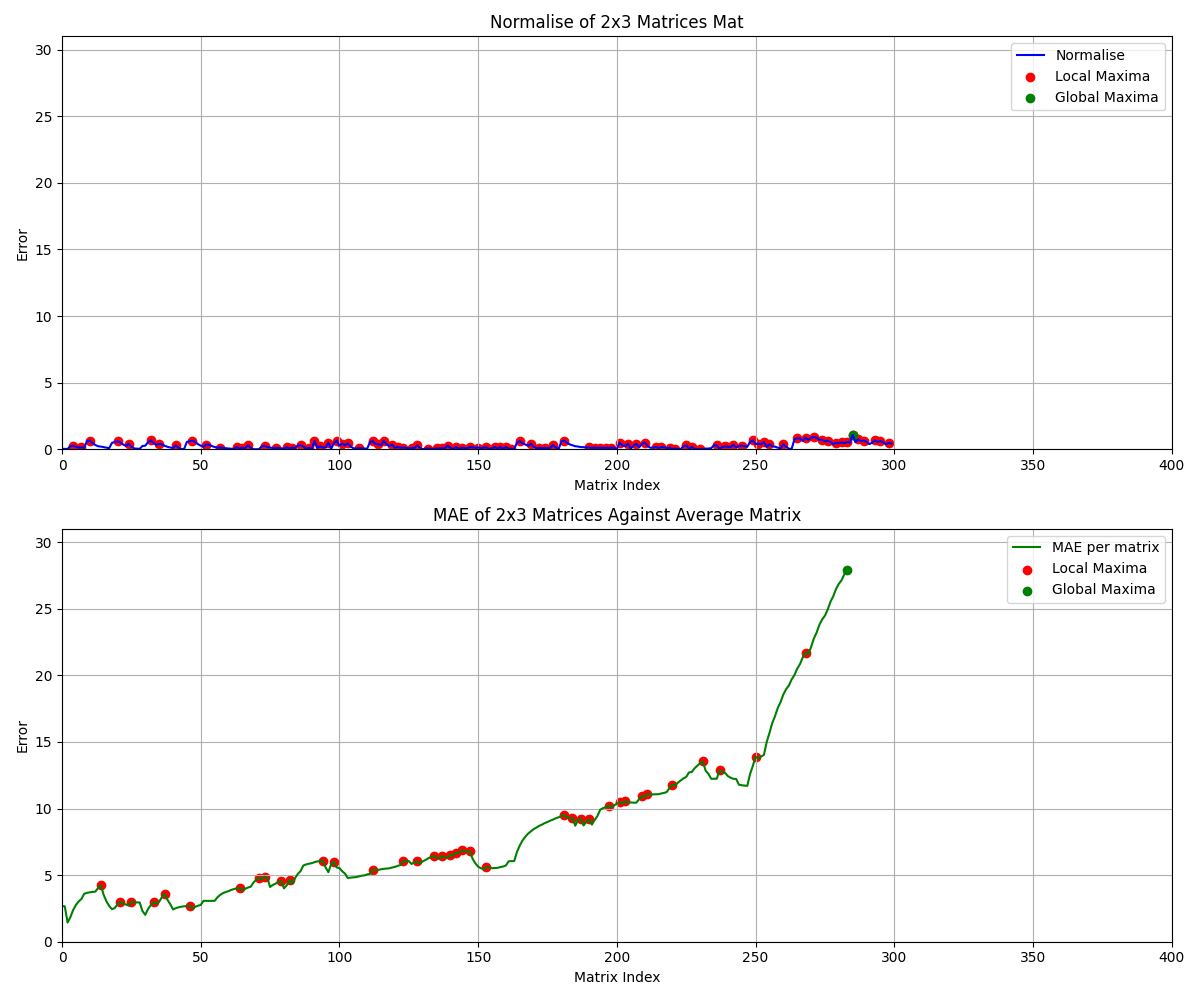 Normalise of 2x3 Matrices Mat
Error
30
25
20
15
10
5
0
Normalise
Local Maxima
Global Maxima
0 50 100 150 200 250 300 350 400
Matrix Index
MAE of 2x3 Matrices Against Average Matrix
Error
30
25
20
15
10
5
0
MAE per matrix
Local Maxima
Global Maxima
0 50 100 150 200 250 300 350 400
Matrix Index